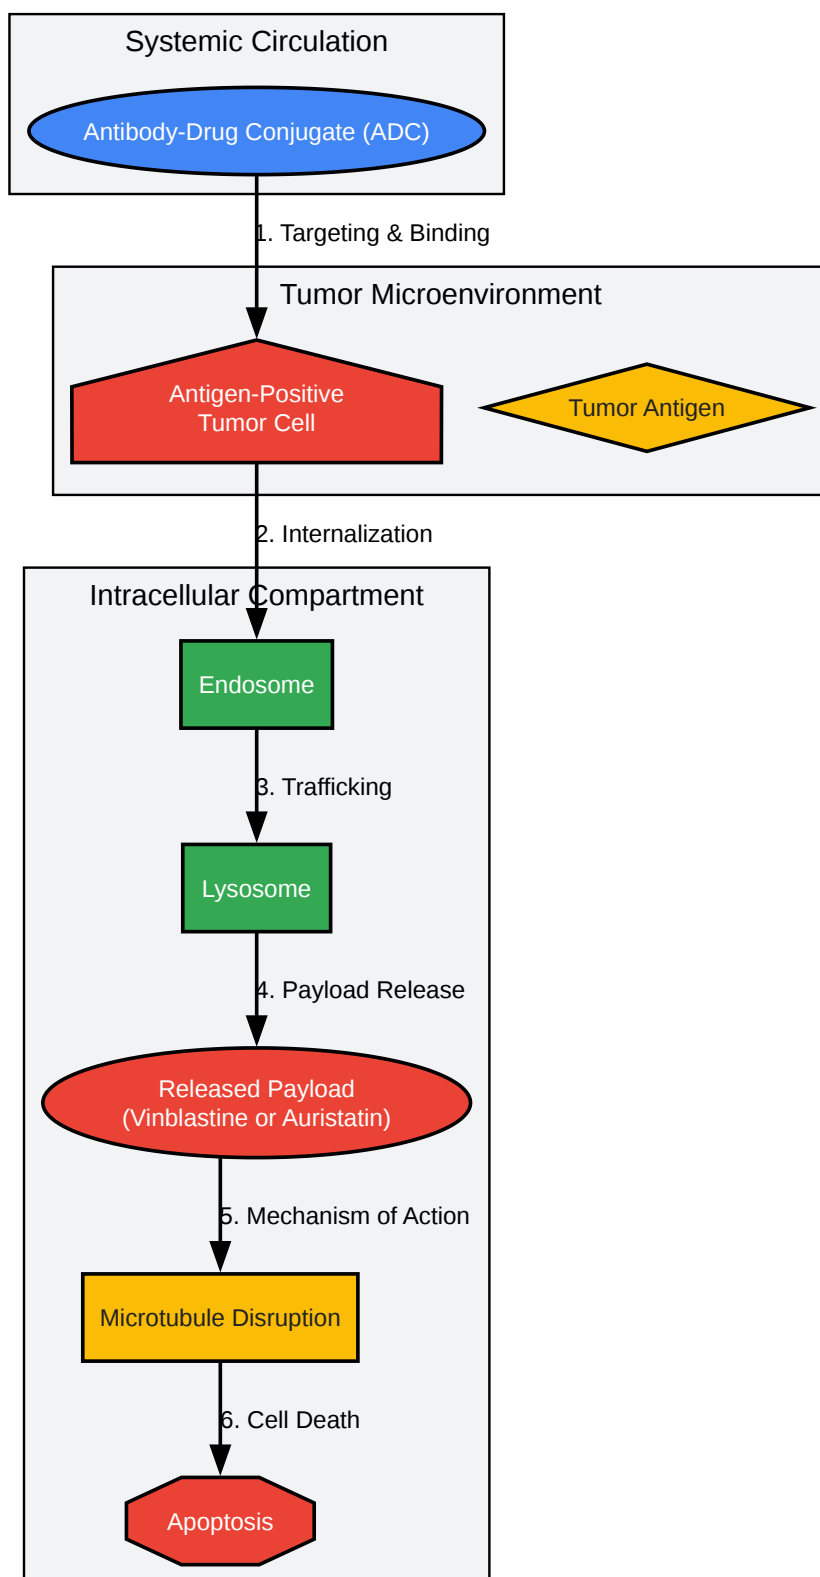 Systemic Circulation
Antibody-Drug Conjugate (ADC)
1. Targeting & Binding
Tumor Microenvironment
Antigen-Positive
Tumor Cell
Tumor Antigen
2. Internalization
Intracellular Compartment
Endosome
3. Trafficking
Lysosome
4. Payload Release
Released Payload
(Vinblastine or Auristatin)
5. Mechanism of Action
Microtubule Disruption
6. Cell Death
Apoptosis